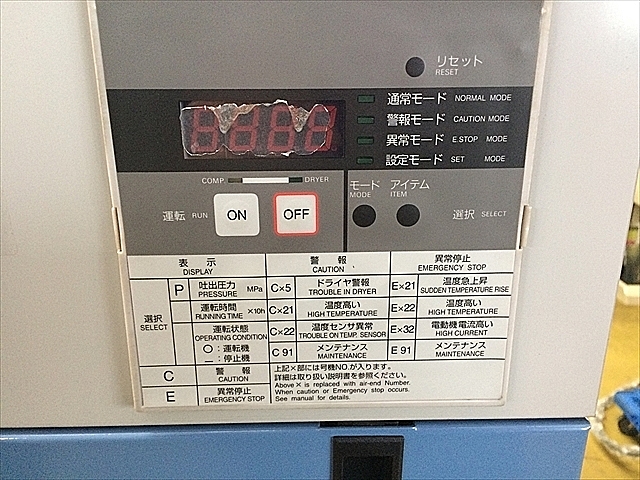 リセット
RESET
通常モード NORMAL MODE
警報モード CAUTION MODE
異常モード E.STOP MODE
設定モード SET MODE
COMP DRYER
運転 RUN ON OFF
モード アイテム
MODE ITEM
選択 SELECT
表示 警報 異常停止
DISPLAY CAUTION EMERGENCY STOP
選択
SELECT
P 吐出圧力 MPa C×5 ドライヤ警報 E×21 温度急上昇
PRESSURE TROUBLE IN DRYER SUDDEN TEMPERATURE RISE
運転時間 ×10h C×21 温度高い E×22 温度高い
RUNNING TIME HIGH TEMPERATURE HIGH TEMPERATURE
運転状態 C×22 温度センサ異常 E×32 電動機電流高い
OPERATING CONDITION TROUBLE ON TEMP. SENSOR HIGH CURRENT
○：運転機 C 91 メンテナンス E 91 メンテナンス
_：停止機 MAINTENANCE MAINTENANCE
C 警報
CAUTION
E 異常停止
EMERGENCY STOP
上記×部には号機NO.が入ります。
詳細は取り扱い説明書を参照ください。
Above × is replaced with air-end Number.
When caution or Emergency stop occurs.
See manual for details.